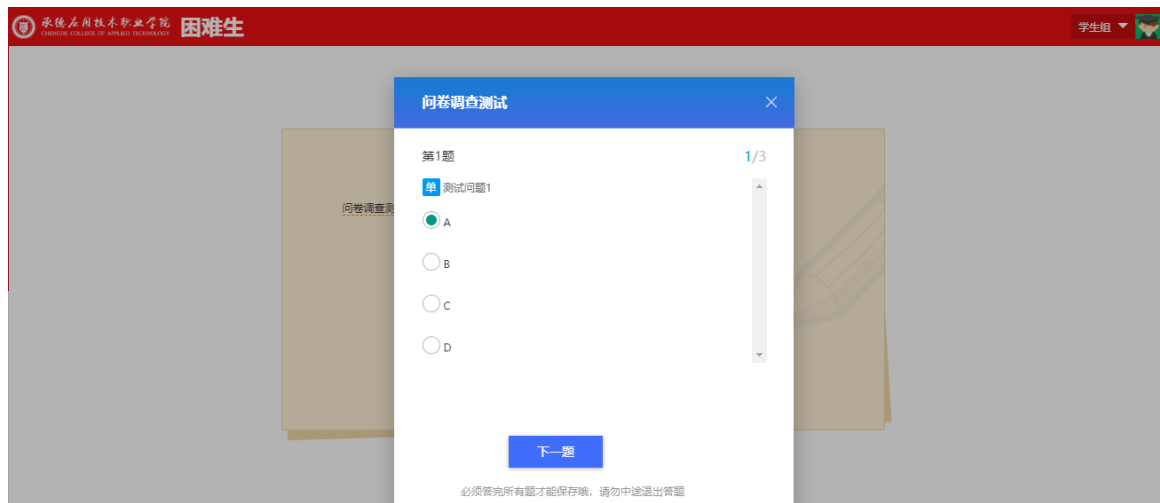 承德应用技术职业学院 困难生
CHENGDE COLLEGE OF APPLIED TECHNOLOGY
学生组
问卷调查测试
第1题 1/3
单 测试问题1
问卷调查测
A
B
C
D
下一题
必须答完所有题才能保存哦，请勿中途退出答题